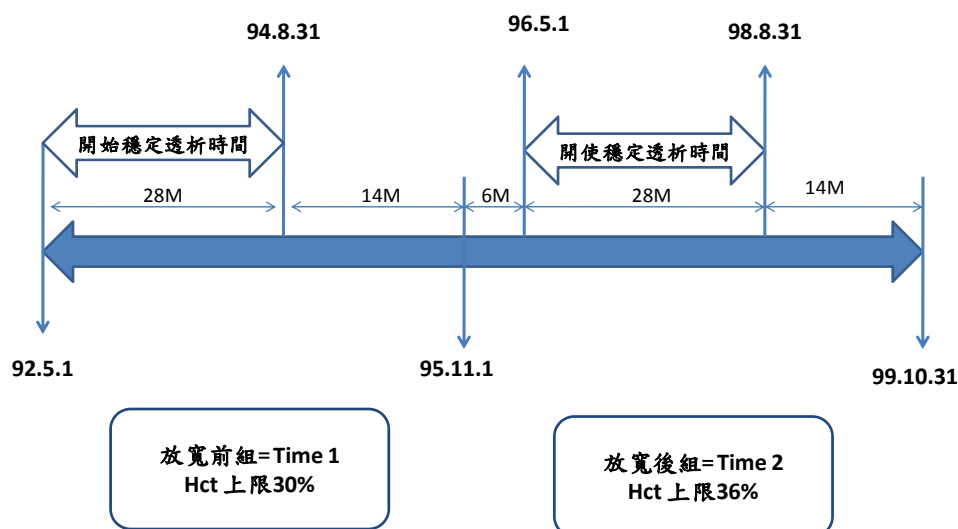 94.8.31
96.5.1
98.8.31
開始穩定透析時間
開使穩定透析時間
28M
14M
6M
28M
14M
92.5.1
95.11.1
99.10.31
放寬前組=Time 1
Hct 上限30%
放寬後組=Time 2
Hct 上限36%